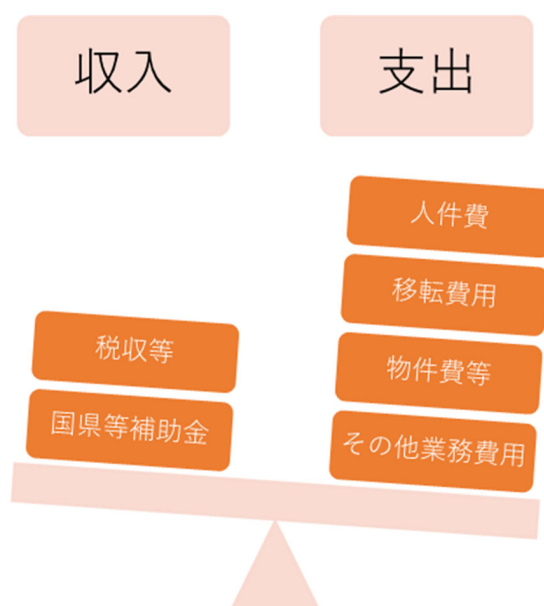 収入
支出
税収等
国県等補助金
人件費
移転費用
物件費等
その他業務費用